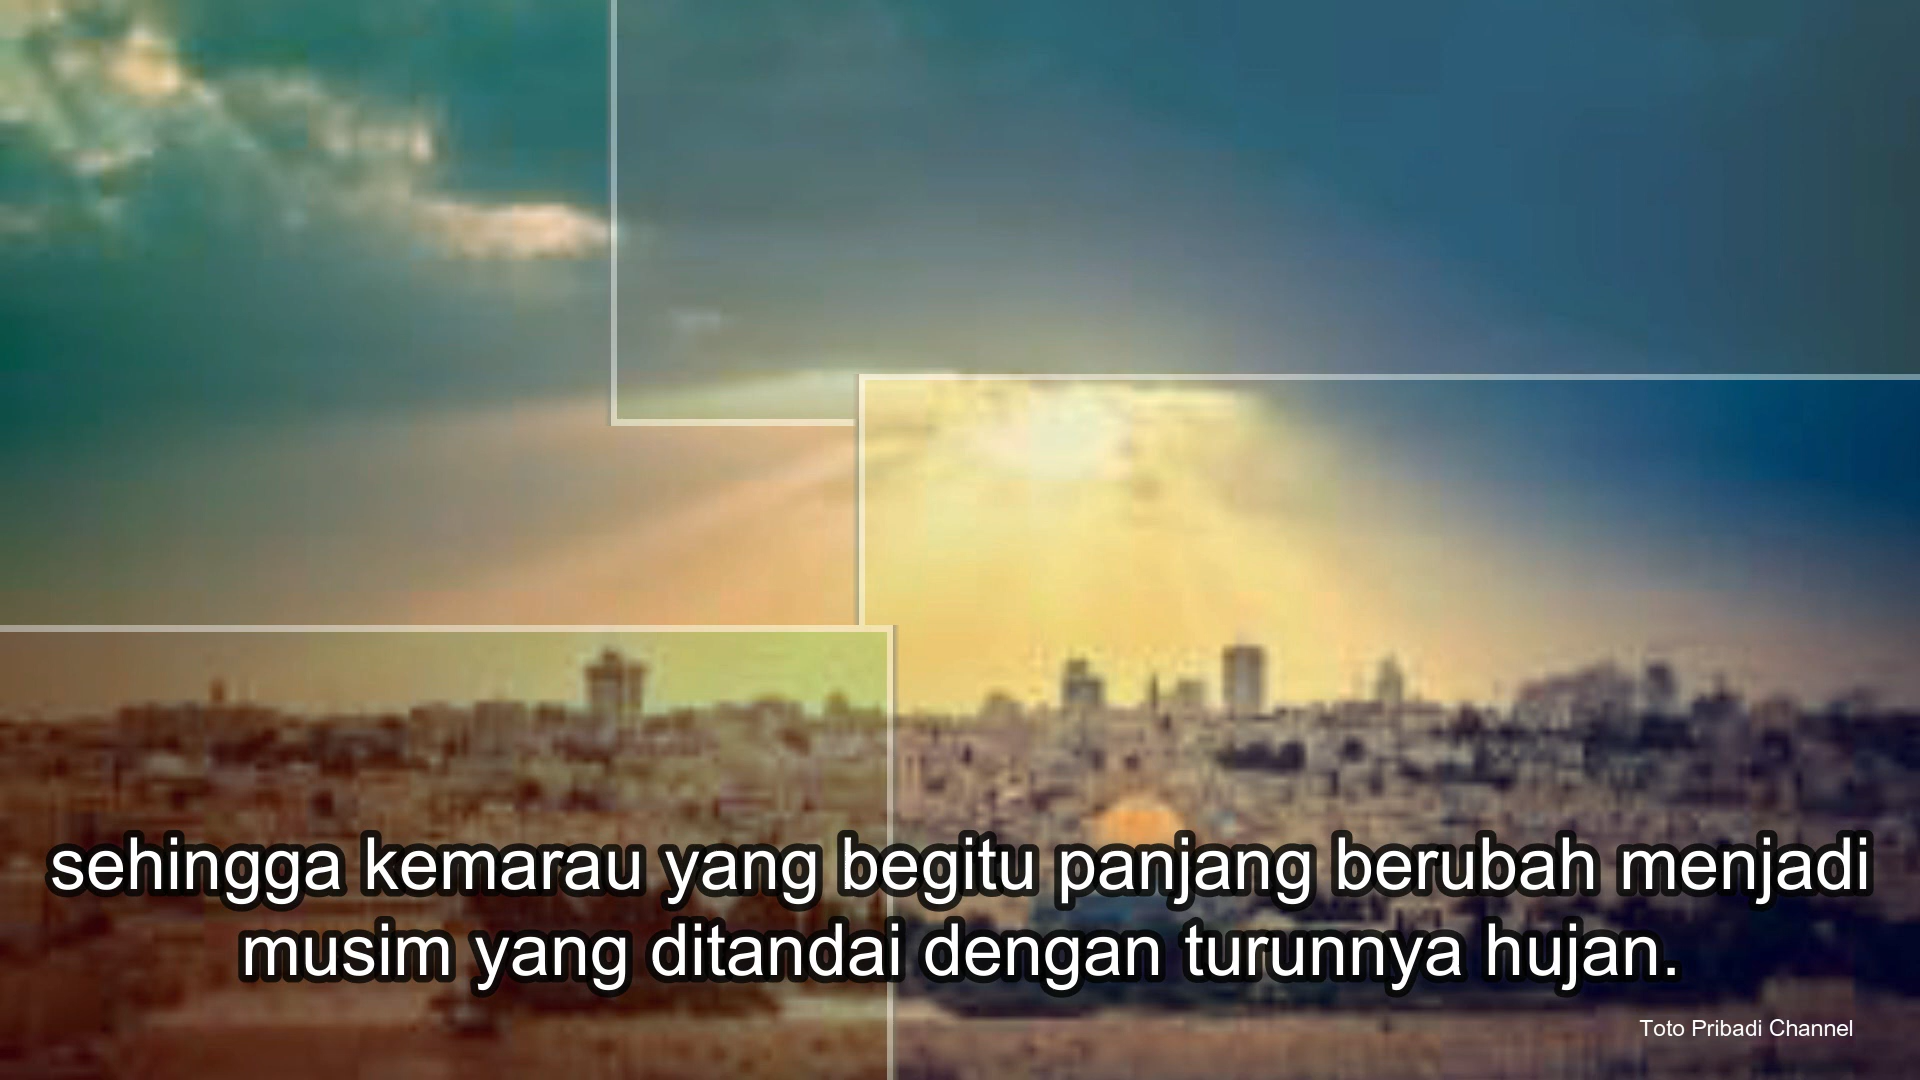 sehingga kemarau yang begitu panjang berubah menjadi
musim yang ditandai dengan turunnya hujan.
Toto Pribadi Channel